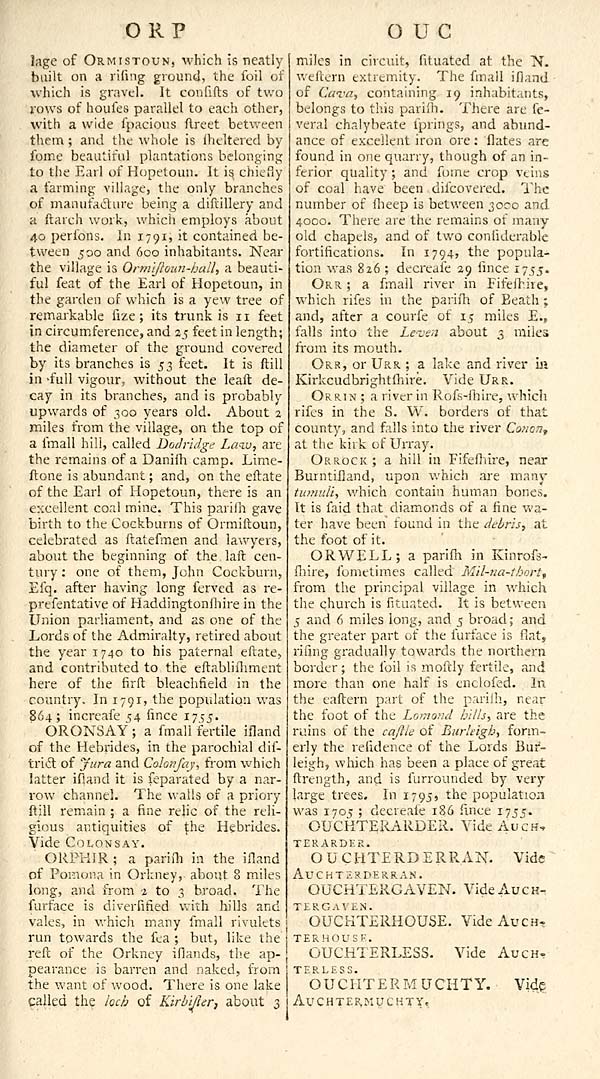 ORP
lage of ORMISTOUN, which is neatly
built on a riſing ground, the ſoil of
which is gravel. It conſiſts of two
rows of houſes parallel to each other,
with a wide ſpacious ſtreet between
them; and the whole is ſheltered by
ſome beautiful plantations belonging
to the Earl of Hopetoun. It is chiefly
a farming village, the only branches
of manufacture being a diſtillery and
a ſtarch work, which employs about
40 perſons. In 1791, it contained be-
tween 500 and 600 inhabitants. Near
the village is Ormiſtoun-hall, a beauti-
ful ſeat of the Earl of Hopetoun, in
the garden of which is a yew tree of
remarkable ſize; its trunk is 11 feet
in circumference, and 25 feet in length;
the diameter of the ground covered
by its branches is 53 feet. It is ſtill
in full vigour, without the leaſt de-
cay in its branches, and is probably
upwards of 300 years old. About 2
miles from the village, on the top of
a ſmall hill, called Dodridge Law, are
the remains of a Daniſh camp. Lime-
ſtone is abundant; and, on the eſtate
of the Earl of Hopetoun, there is an
excellent coal mine. This pariſh gave
birth to the Cockburns of Ormiſtoun,
celebrated as ſtateſmen and lawyers,
about the beginning of the laſt cen-
tury: one of them, John Cockburn,
Eſq. after having long ſerved as re-
preſentative of Haddingtonſhire in the
Union parliament, and as one of the
Lords of the Admiralty, retired about
the year 1740 to his paternal eſtate,
and contributed to the eſtabliſhment
here of the firſt bleachfield in the
country. In 1791, the population was
864; increaſe 54 ſince 1755.
ORONSAY; a ſmall fertile iſland
of the Hebrides, in the parochial diſ-
trict of Jura and Colonſay, from which
latter iſland it is ſeparated by a nar-
row channel. The walls of a priory
ſtill remain; a fine relic of the reli-
gious antiquities of the Hebrides.
Vide COLONSAY.
ORPHIR; a pariſh in the iſland
of Pomona in Orkney, about 8 miles
long, and from 2 to 3 broad. The
ſurface is diverſified with hills and
vales, in which many ſmall rivulets
run towards the ſea; but, like the
reſt of the Orkney iſlands, the ap-
pearance is barren and naked, from
the want of wood. There is one lake
called the loch of Kirbiſter, about 3
OUC
miles in circuit, ſituated at the N.
weſtern extremity. The ſmall iſland
of Cava, containing 19 inhabitants,
belongs to this pariſh. There are ſe-
veral chalybeate ſprings, and abund-
ance of excellent iron ore: ſlates are
found in one quarry, though of an in-
ferior quality; and ſome crop veins
of coal have been diſcovered. The
number of ſheep is between 3000 and
4000. There are the remains of many
old chapels, and of two conſiderable
fortifications. In 1794, the popula-
tion was 826; decreaſe 29 ſince 1755.
ORR; a ſmall river in Fifeſhire,
which riſes in the pariſh of Beath;
and, after a courſe of 15 miles E.,
falls into the Leven about 3 miles
from its mouth.
ORR, or URR; a lake and river in
Kirkcudbrightſhire. Vide URR.
ORRIN; a river in Roſs-ſhire, which
riſes in the S. W. borders of that
county, and falls into the river Conon,
at the kirk of Urray.
ORROCK; a hill in Fifeſhire, near
Burntiſland, upon which are many
tumuli, which contain human bones.
It is ſaid that diamonds of a fine wa-
ter have been found in the debris, at
the foot of it.
ORWELL; a pariſh in Kinroſs-
ſhire, ſometimes called Mil-na-thort,
from the principal village in which
the church is ſituated. It is between
5 and 6 miles long, and 5 broad; and
the greater part of the ſurface is flat,
riſing gradually towards the northern
border; the ſoil is moſtly fertile, and
more than one half is encloſed. In
the eaſtern part of the pariſh, near
the foot of the Lomond hills, are the
ruins of the caſtle of Burleigh, form-
erly the reſidence of the Lords Bur-
leigh, which has been a place of great
ſtrength, and is ſurrounded by very
large trees. In 1795, the population
was 1705; decreaſe 186 ſince 1755.
OUCHTERARDER. Vide AUCH-
TERARDER.
OUCHTERDERRAN. Vide
AUCHTERDERRAN.
OUCHTERGAVEN. Vide AUCH-
TERGAVEN.
OUCHTERHOUSE. Vide AUCH-
TERHOUSE.
OUCHTERLESS. Vide AUCH-
TERLESS.
OUCHTERMUCHTY. Vide
AUCHTERMUCHTY.